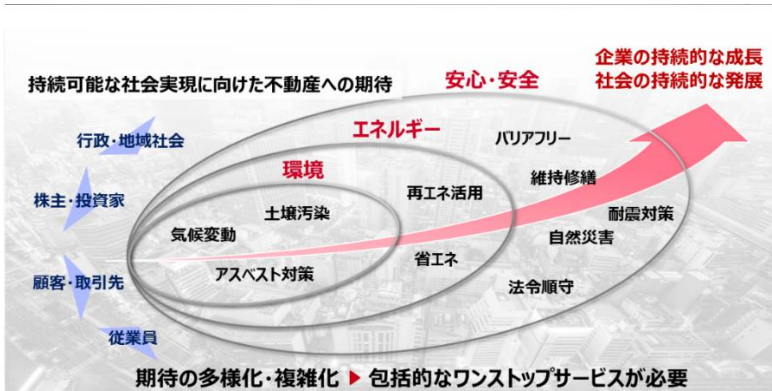 企業の持続的な成長
社会の持続的な発展
持続可能な社会実現に向けた不動産への期待
安心・安全
行政・地域社会
エネルギー
バリアフリー
環境
維持修繕
株主・投資家
再エネ活用
土壌汚染
耐震対策
気候変動
自然災害
省エネ
アスベスト対策
顧客・取引先
法令順守
従業員
期待の多様化・複雑化 ▶ 包括的なワンストップサービスが必要